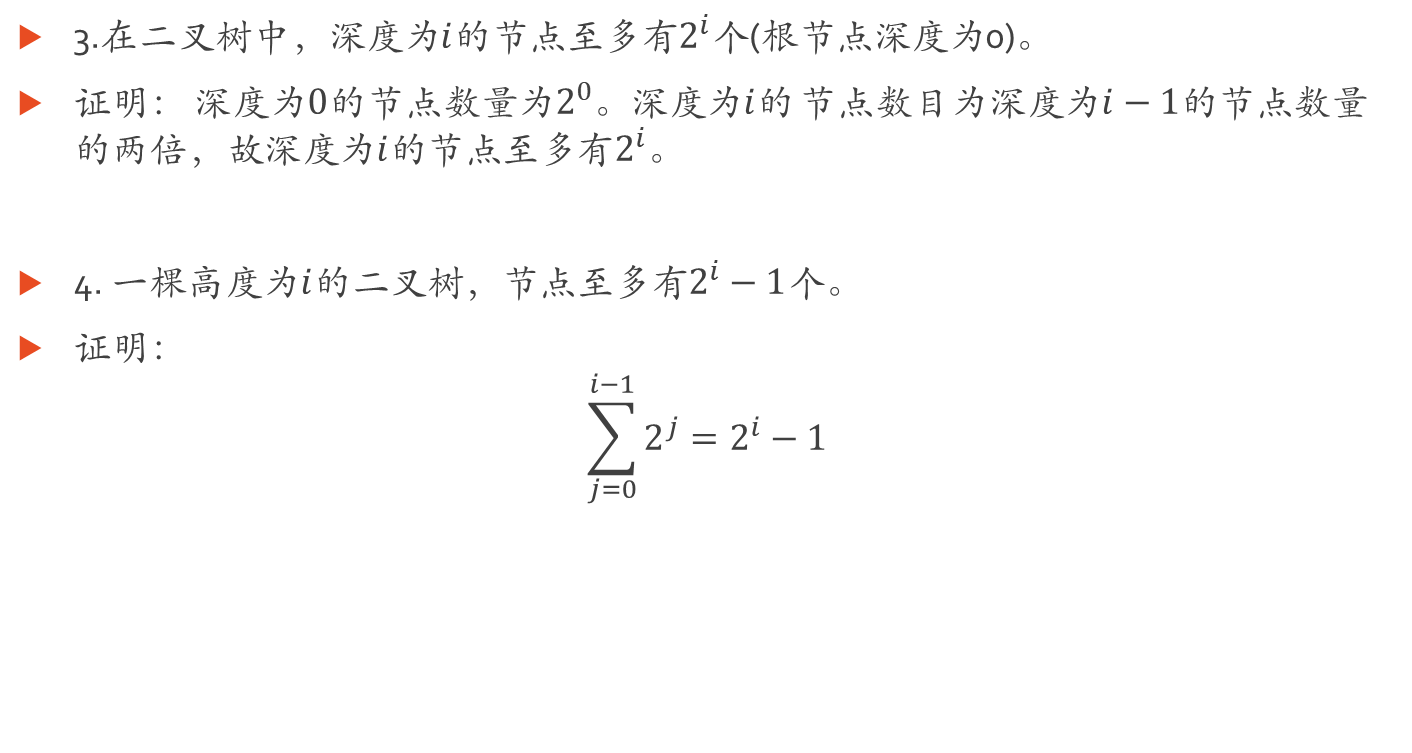 3.在二叉树中，深度为i的节点至多有2^i个(根节点深度为0)。
证明： 深度为0的节点数量为2^0。深度为i的节点数目为深度为i − 1的节点数量
的两倍，故深度为i的节点至多有2^i。
4. 一棵高度为i的二叉树，节点至多有2^i − 1个。
证明：
∑_{j=0}^{i−1} 2^j = 2^i − 1